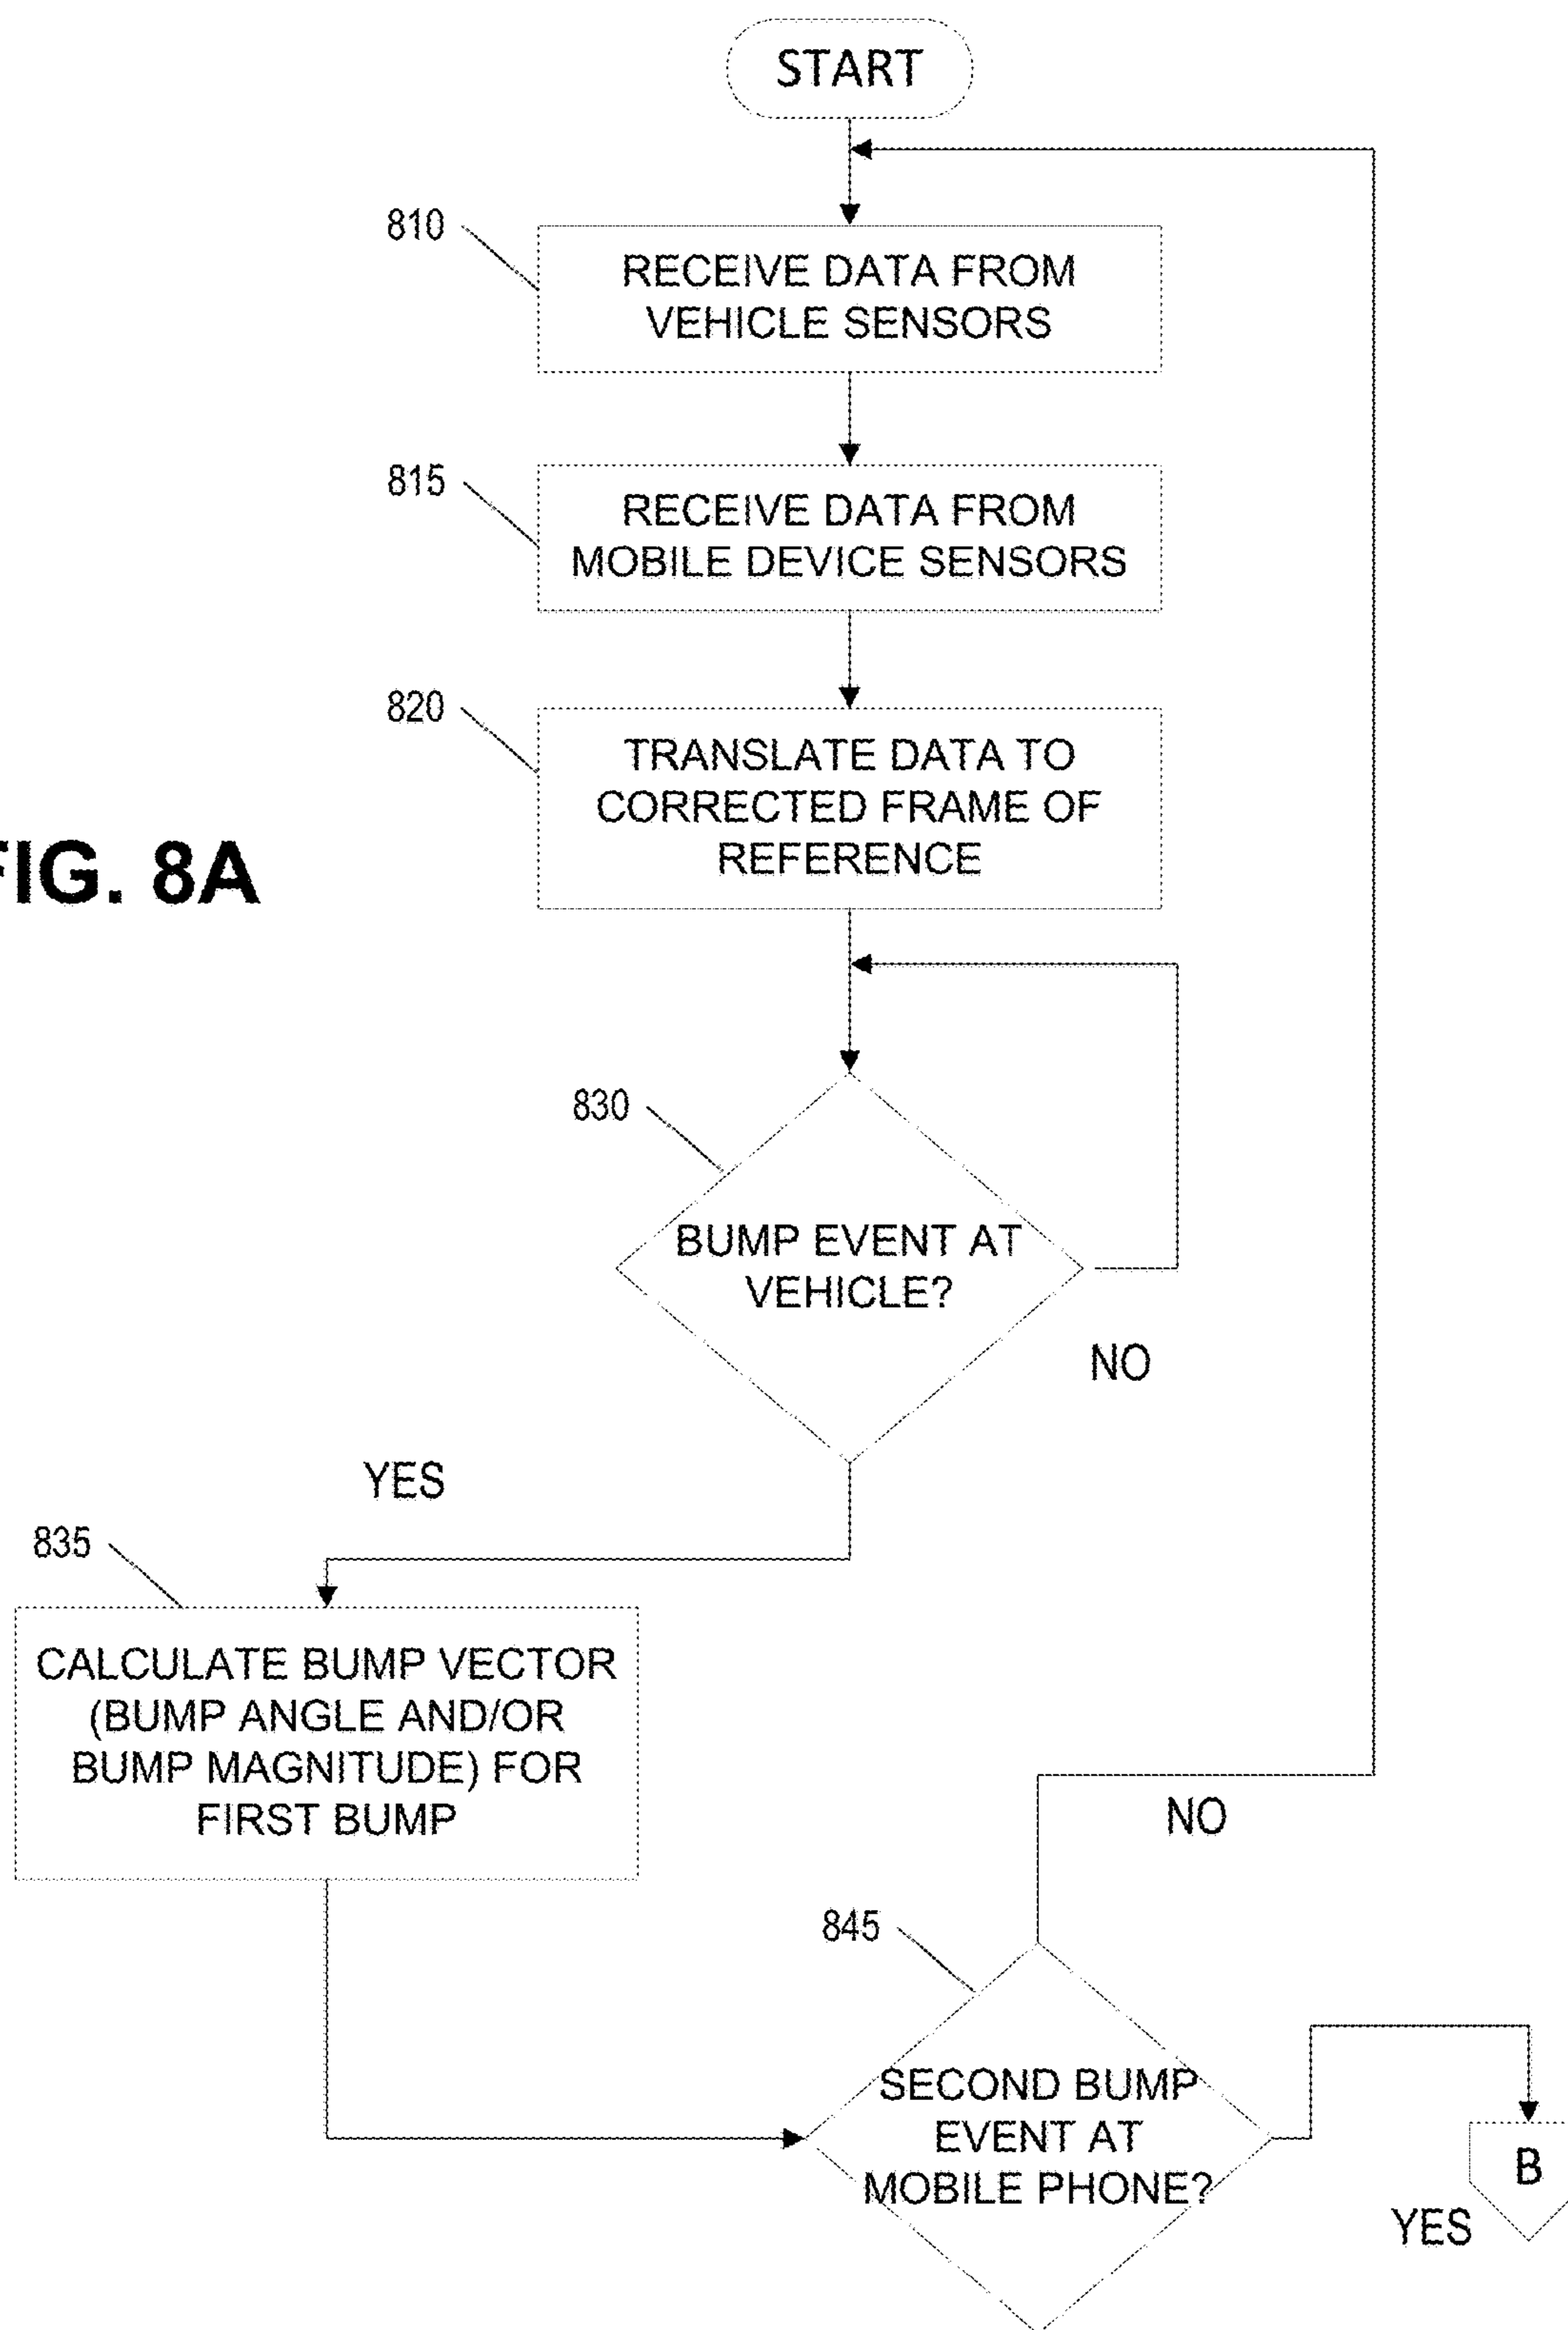 START
810
RECEIVE DATA FROM
VEHICLE SENSORS
815
RECEIVE DATA FROM
MOBILE DEVICE SENSORS
820
TRANSLATE DATA TO
CORRECTED FRAME OF
REFERENCE
FIG. 8A
830
BUMP EVENT AT
VEHICLE?
NO
YES
835
CALCULATE BUMP VECTOR
(BUMP ANGLE AND/OR
BUMP MAGNITUDE) FOR
FIRST BUMP
NO
845
SECOND BUMP
EVENT AT
MOBILE PHONE?
B
YES